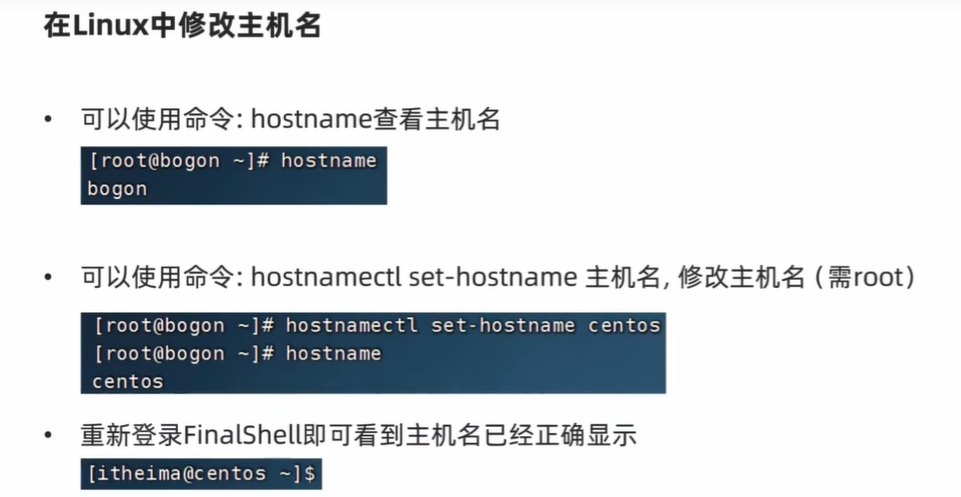 在Linux中修改主机名
• 可以使用命令: hostname查看主机名
[root@bogon ~]# hostname
bogon
• 可以使用命令: hostnamectl set-hostname 主机名, 修改主机名 (需root)
[root@bogon ~]# hostnamectl set-hostname centos
[root@bogon ~]# hostname
centos
• 重新登录FinalShell即可看到主机名已经正确显示
[itheima@centos ~]$